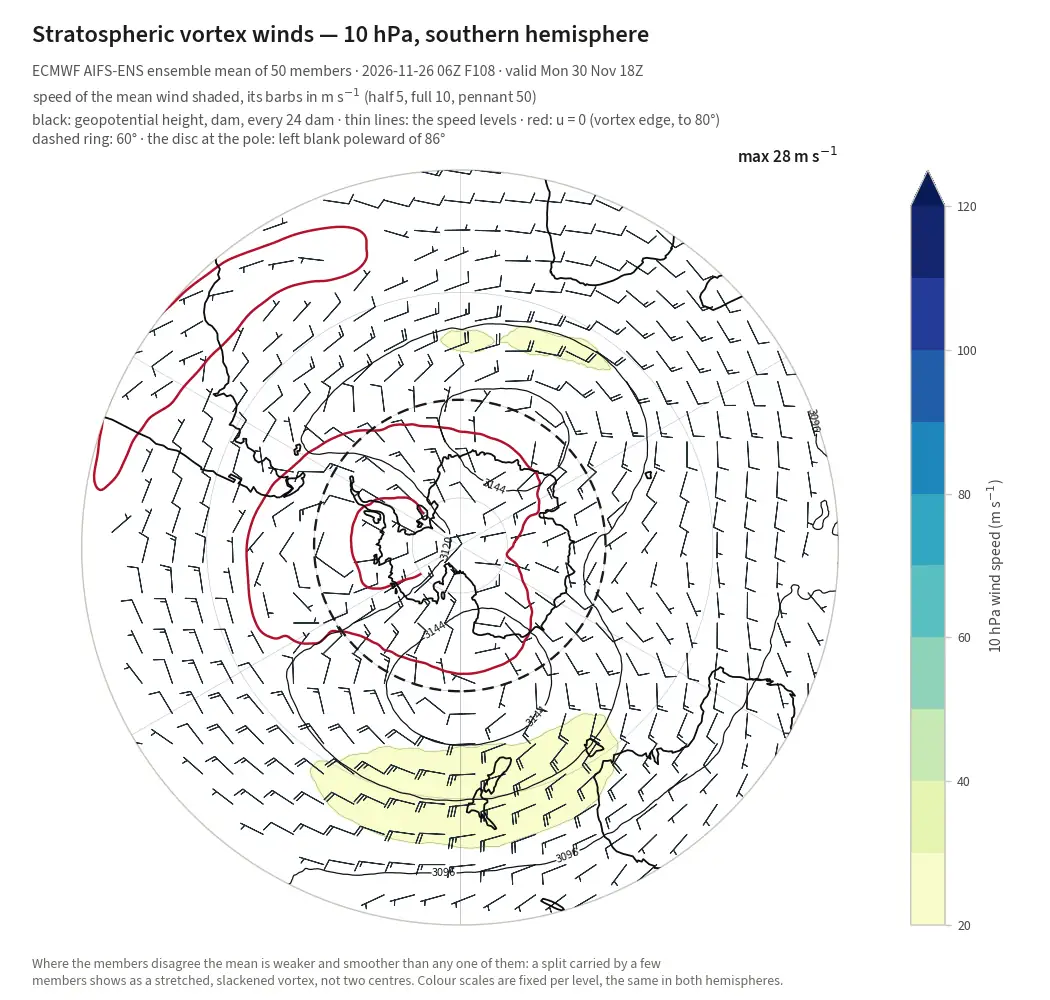 Stratospheric vortex winds — 10 hPa, southern hemisphere
ECMWF AIFS-ENS ensemble mean of 50 members · 2026-11-26 06Z F108 · valid Mon 30 Nov 18Z
speed of the mean wind shaded, its barbs in m s⁻¹ (half 5, full 10, pennant 50)
black: geopotential height, dam, every 24 dam · thin lines: the speed levels · red: u = 0 (vortex edge, to 80°)
dashed ring: 60° · the disc at the pole: left blank poleward of 86°
max 28 m s⁻¹
120
100
80
60
40
20
10 hPa wind speed (m s⁻¹)
3096
3144
3120
3144
3144
3096
3096
Where the members disagree the mean is weaker and smoother than any one of them: a split carried by a few
members shows as a stretched, slackened vortex, not two centres. Colour scales are fixed per level, the same in both hemispheres.